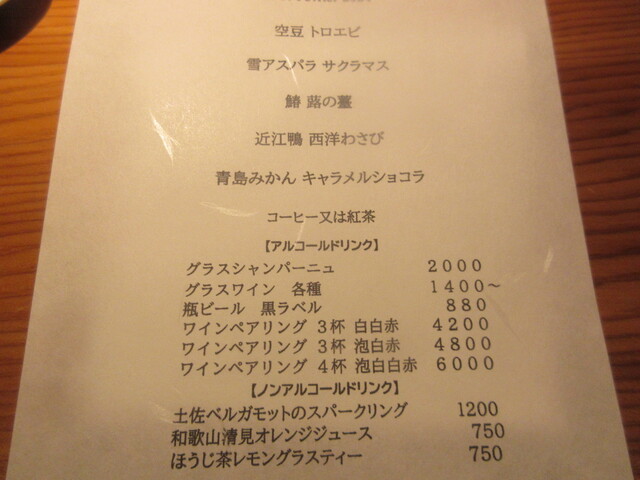 空豆 トロエビ
雪アスパラ サクラマス
鰆 蕗の薹
近江鴨 西洋わさび
青島みかん キャラメルショコラ
コーヒー又は紅茶
【アルコールドリンク】
グラスシャンパーニュ 2000
グラスワイン 各種 1400～
瓶ビール 黒ラベル 880
ワインペアリング 3杯 白白赤 4200
ワインペアリング 3杯 泡白赤 4800
ワインペアリング 4杯 泡白白赤 6000
【ノンアルコールドリンク】
土佐ベルガモットのスパークリング 1200
和歌山清見オレンジジュース 750
ほうじ茶レモングラスティー 750